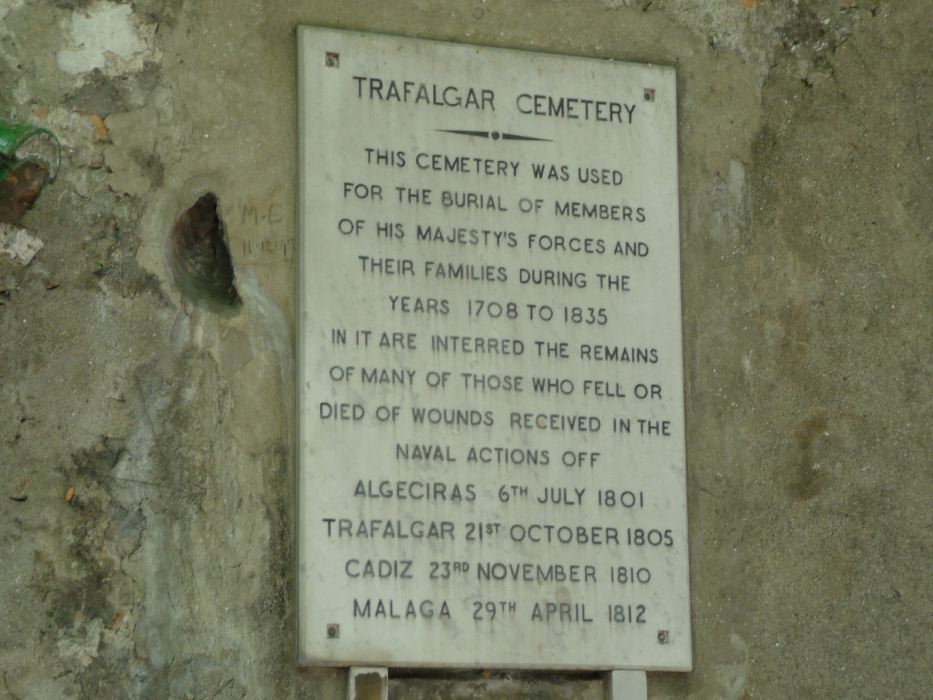 TRAFALGAR CEMETERY
THIS CEMETERY WAS USED
FOR THE BURIAL OF MEMBERS
OF HIS MAJESTY'S FORCES AND
THEIR FAMILIES DURING THE
YEARS 1708 TO 1835
IN IT ARE INTERRED THE REMAINS
OF MANY OF THOSE WHO FELL OR
DIED OF WOUNDS RECEIVED IN THE
NAVAL ACTIONS OFF
ALGECIRAS 6TH JULY 1801
TRAFALGAR 21ST OCTOBER 1805
CADIZ 23RD NOVEMBER 1810
MALAGA 29TH APRIL 1812